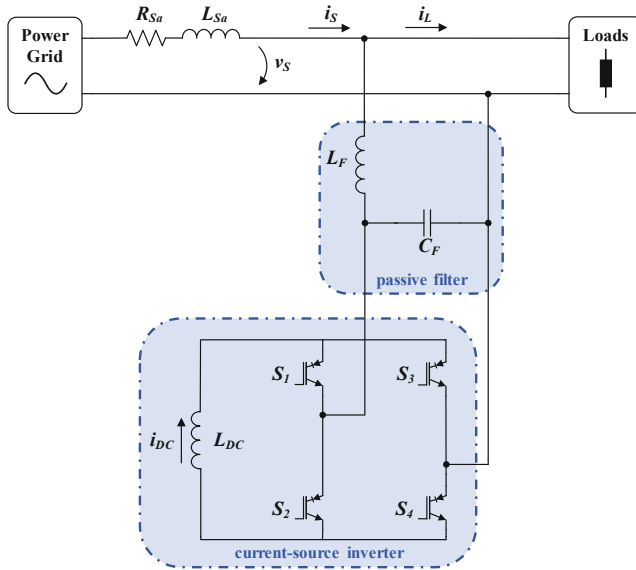 Power
Grid
R_Sa
L_Sa
i_S
i_L
v_S
Loads
L_F
C_F
passive filter
S_1
S_3
i_DC
L_DC
S_2
S_4
current-source inverter